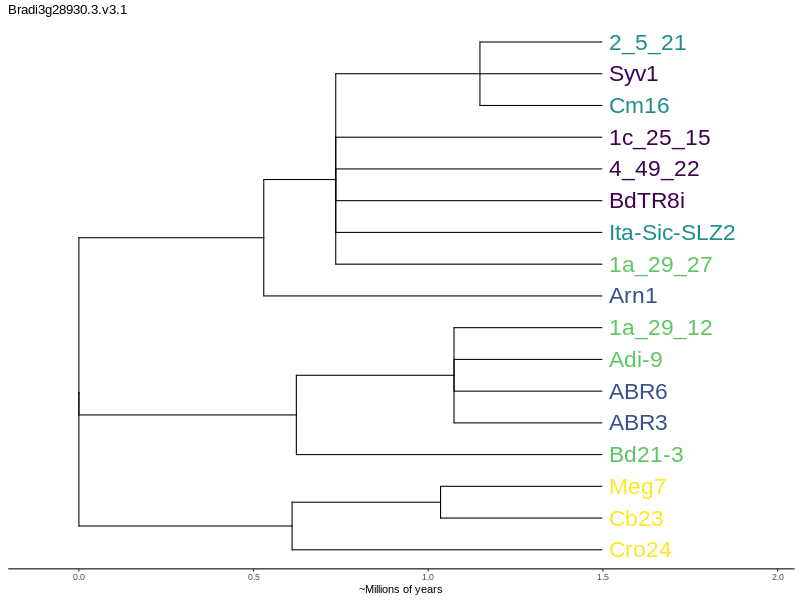 Bradi3g28930.3.v3.1
2_5_21
Syv1
Cm16
1c_25_15
4_49_22
BdTR8i
Ita-Sic-SLZ2
1a_29_27
Arn1
1a_29_12
Adi-9
ABR6
ABR3
Bd21-3
Meg7
Cb23
Cro24
0.0 0.5 1.0 1.5 2.0
~Millions of years